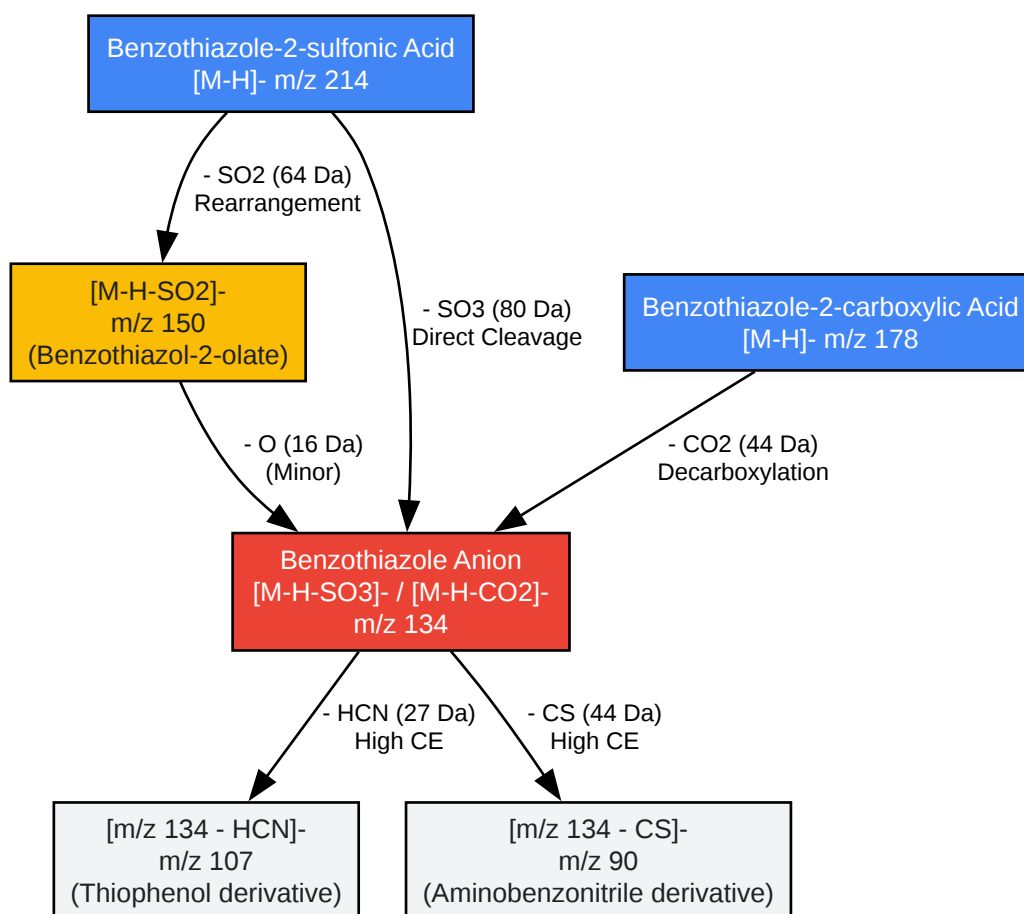 Benzothiazole-2-sulfonic Acid
[M-H]- m/z 214
- SO2 (64 Da)
Rearrangement
[M-H-SO2]-
m/z 150
(Benzothiazol-2-olate)
- SO3 (80 Da)
Direct Cleavage
Benzothiazole-2-carboxylic Acid
[M-H]- m/z 178
- O (16 Da)
(Minor)
- CO2 (44 Da)
Decarboxylation
Benzothiazole Anion
[M-H-SO3]- / [M-H-CO2]-
m/z 134
- HCN (27 Da)
High CE
- CS (44 Da)
High CE
[m/z 134 - HCN]-
m/z 107
(Thiophenol derivative)
[m/z 134 - CS]-
m/z 90
(Aminobenzonitrile derivative)